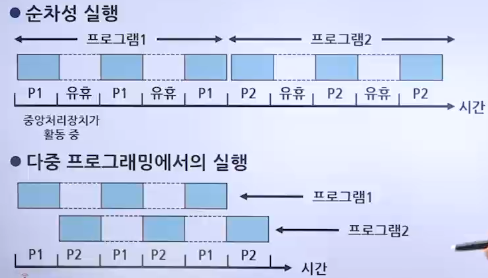 ● 순차성 실행
프로그램1 프로그램2
P1 유휴 P1 유휴 P1 P2 유휴 P2 유휴 P2
시간
중앙처리장치가
활동 중
● 다중 프로그래밍에서의 실행
프로그램1
프로그램2
P1 P2 P1 P2 P1 P2
시간